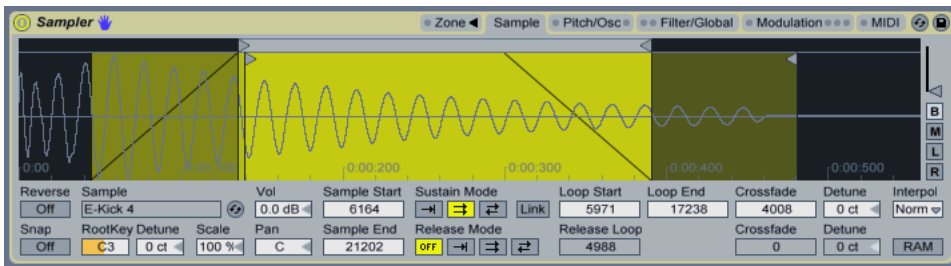 Sampler Zone Sample Pitch/Osc Filter/Global Modulation MIDI
B
M
L
R
0:00 0:00:200 0:00:300 0:00:400 0:00:500
Reverse Sample Vol Sample Start Sustain Mode Loop Start Loop End Crossfade Detune Interpol
Off E-Kick 4 0.0 dB 6164 Link 5971 17238 4008 0 ct Norm
Snap RootKey Detune Scale Pan Sample End Release Mode Release Loop Crossfade Detune
Off C3 0 ct 100 % C 21202 OFF 4988 0 0 ct RAM